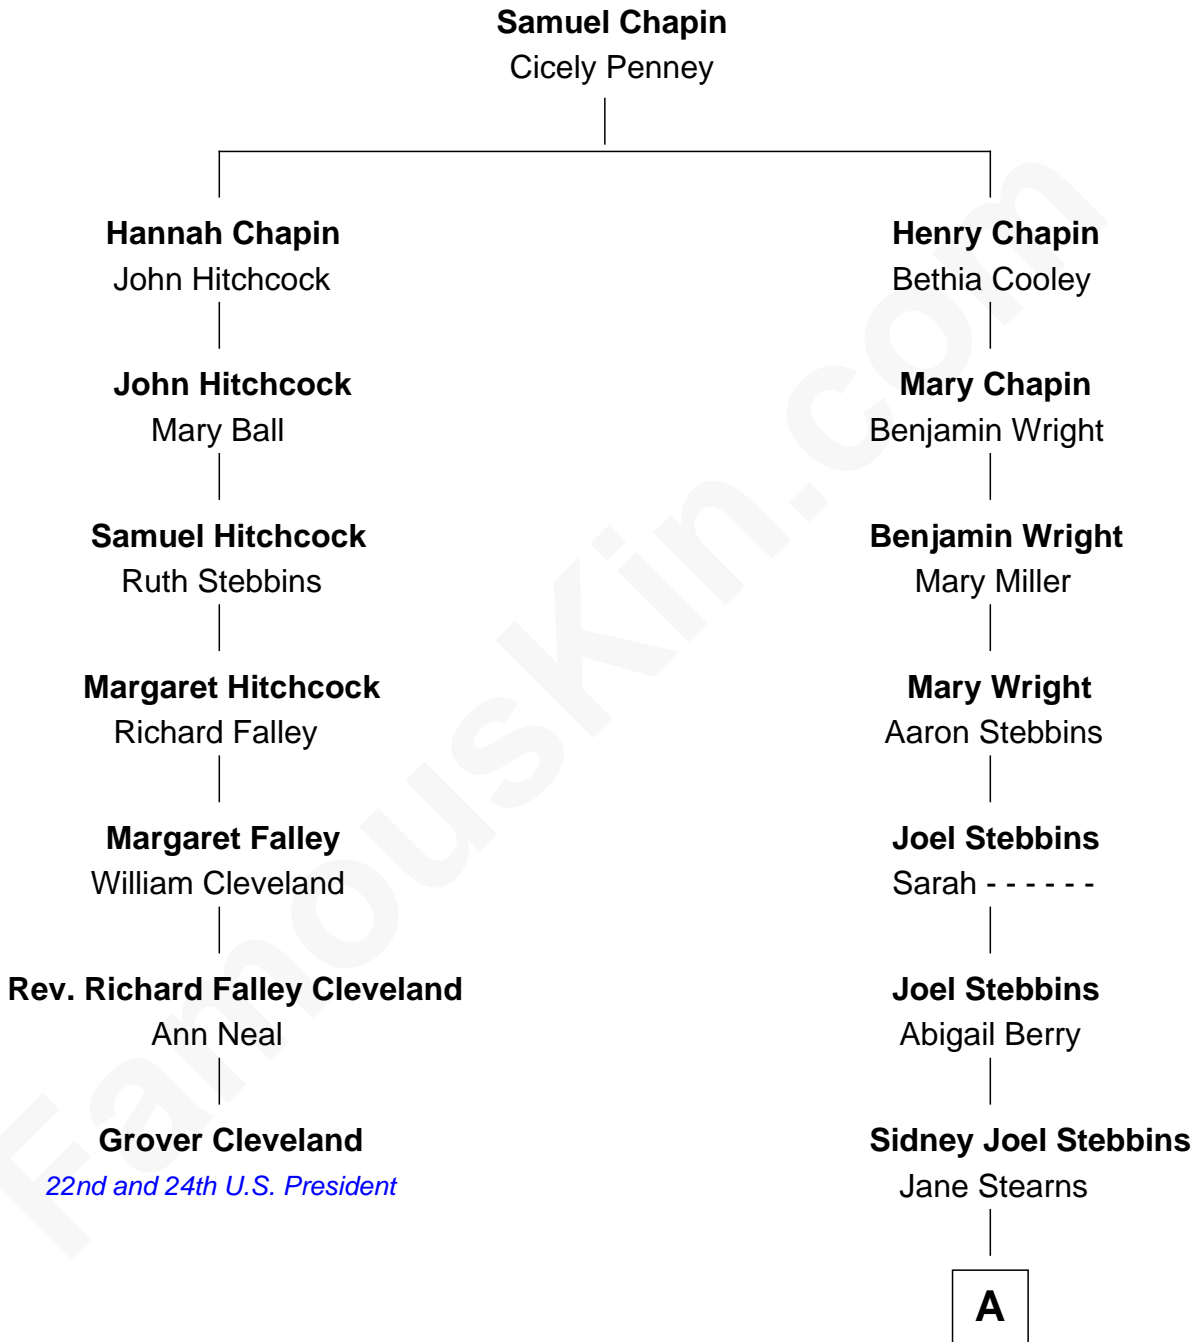 Samuel Chapin
Cicely Penney
Hannah Chapin
John Hitchcock
Henry Chapin
Bethia Cooley
John Hitchcock
Mary Ball
Mary Chapin
Benjamin Wright
Samuel Hitchcock
Ruth Stebbins
Benjamin Wright
Mary Miller
Margaret Hitchcock
Richard Falley
Mary Wright
Aaron Stebbins
Margaret Falley
William Cleveland
Joel Stebbins
Sarah - - - - - -
Rev. Richard Falley Cleveland
Ann Neal
Joel Stebbins
Abigail Berry
Grover Cleveland
22nd and 24th U.S. President
Sidney Joel Stebbins
Jane Stearns
A
FamousKin.com